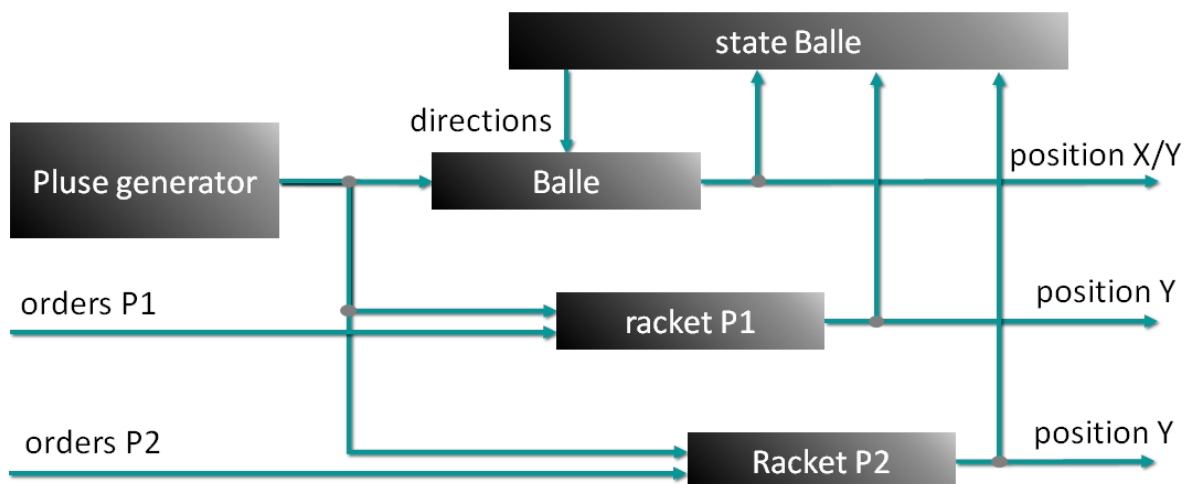 state Balle
directions
Pluse generator
Balle
position X/Y
orders P1
racket P1
position Y
orders P2
Racket P2
position Y